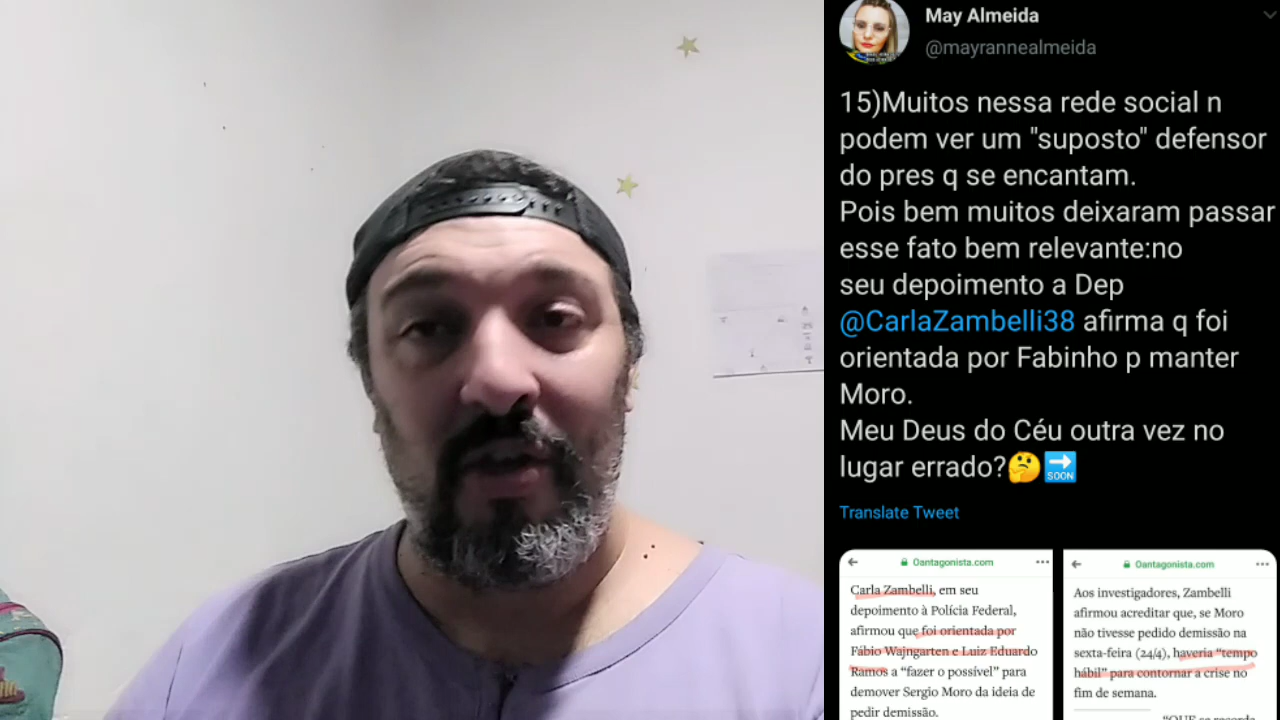 May Almeida
@mayrannealmeida
15)Muitos nessa rede social n
podem ver um "suposto" defensor
do pres q se encantam.
Pois bem muitos deixaram passar
esse fato bem relevante:no
seu depoimento a Dep
@CarlaZambelli38 afirma q foi
orientada por Fabinho p manter
Moro.
Meu Deus do Céu outra vez no
lugar errado?🤔🔜
Translate Tweet
Oantagonista.com
Carla Zambelli, em seu
depoimento à Polícia Federal,
afirmou que foi orientada por
Fábio Wajngarten e Luiz Eduardo
Ramos a “fazer o possível” para
demover Sergio Moro da ideia de
pedir demissão.
Oantagonista.com
Aos investigadores, Zambelli
afirmou acreditar que, se Moro
não tivesse pedido demissão na
sexta-feira (24/4), haveria “tempo
hábil” para contornar a crise no
fim de semana.